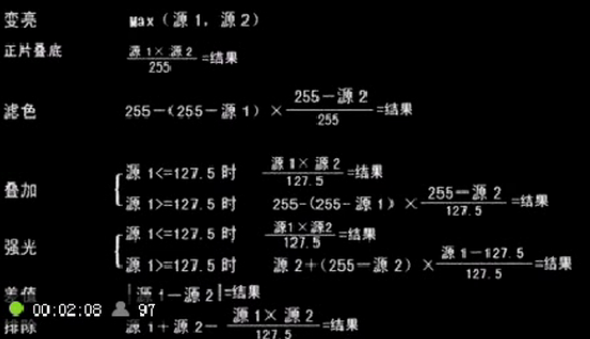 变亮 Max（源1，源2）
正片叠底 源1×源2/255=结果
滤色 255-（255-源1）×255-源2/255=结果
叠加 { 源1<=127.5时 源1×源2/127.5=结果
源1>=127.5时 255-(255-源1）×255-源2/127.5=结果
强光 { 源1<=127.5时 源1×源2/127.5=结果
源1>=127.5时 源2+(255-源2）×源1-127.5/127.5=结果
差值 |源1-源2|=结果
00:02:08 97
排除 源1+源2- 源1×源2/127.5=结果